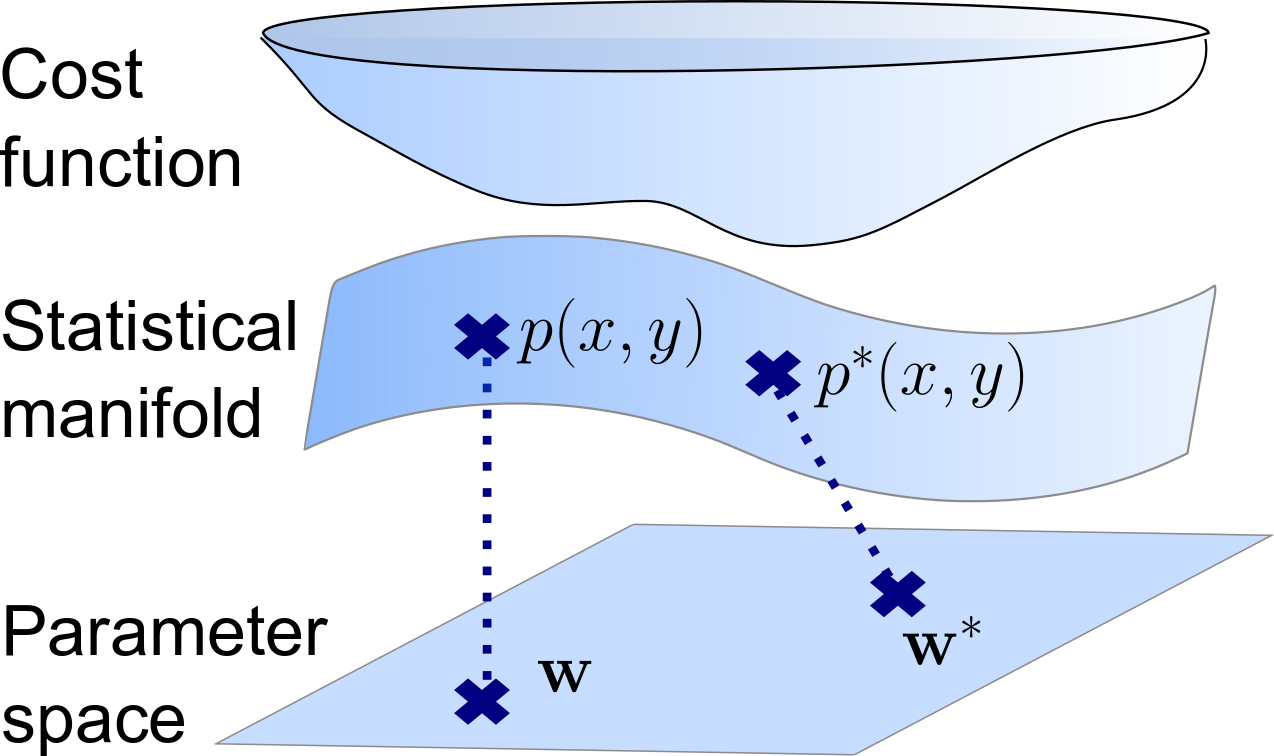 Cost
function
Statistical
manifold
p(x, y)
p*(x, y)
Parameter
space
w
w*